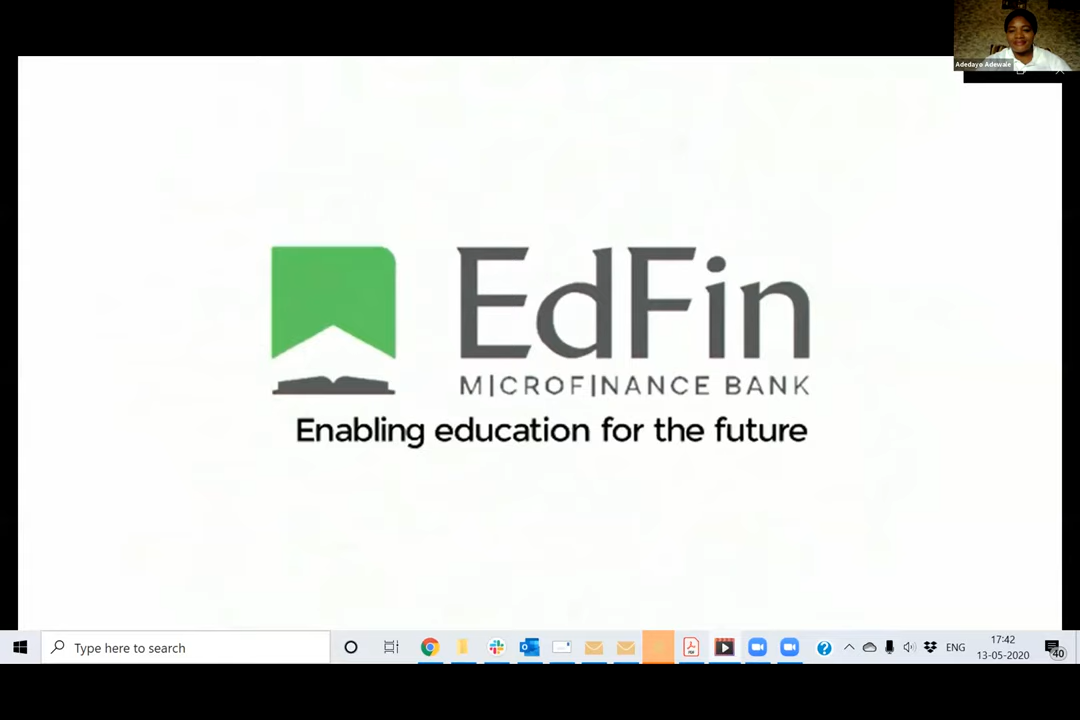 Adedayo Adewale
EdFin
MICROFINANCE BANK
Enabling education for the future
Type here to search
ENG
17:42
13-05-2020
40